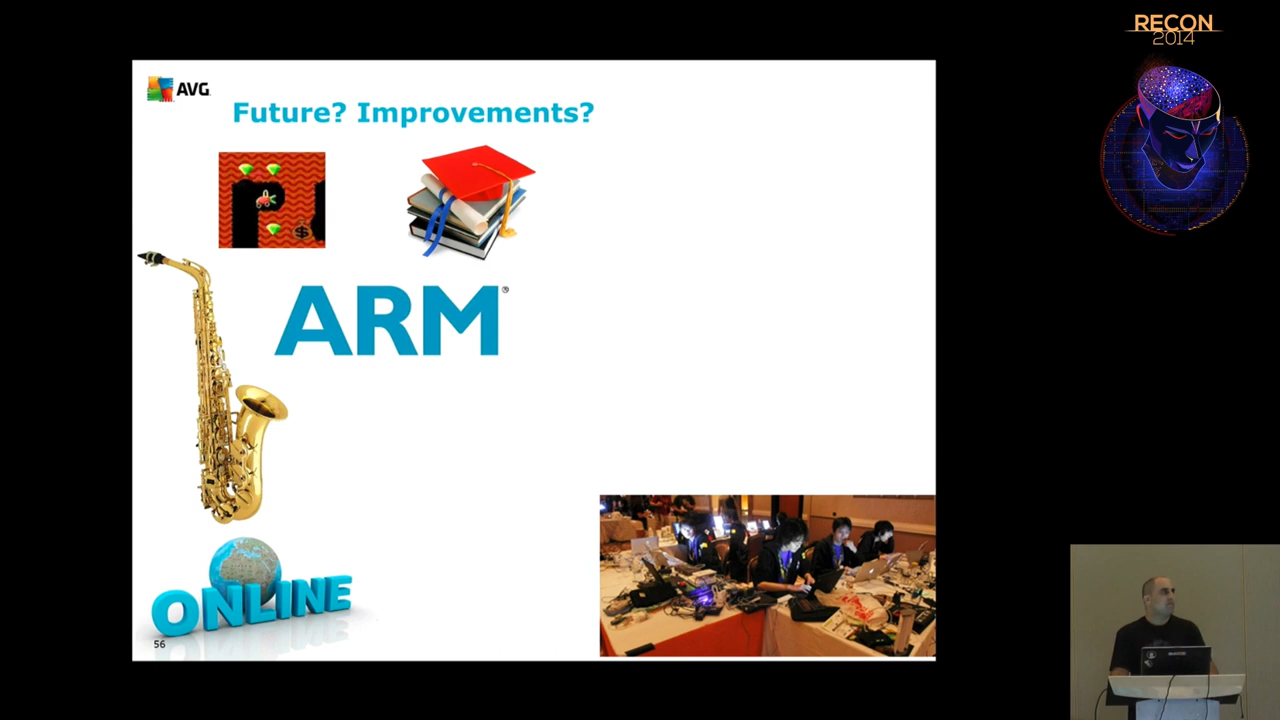 RECON
2014
AVG
Future? Improvements?
$
ARM®
ONLINE
56